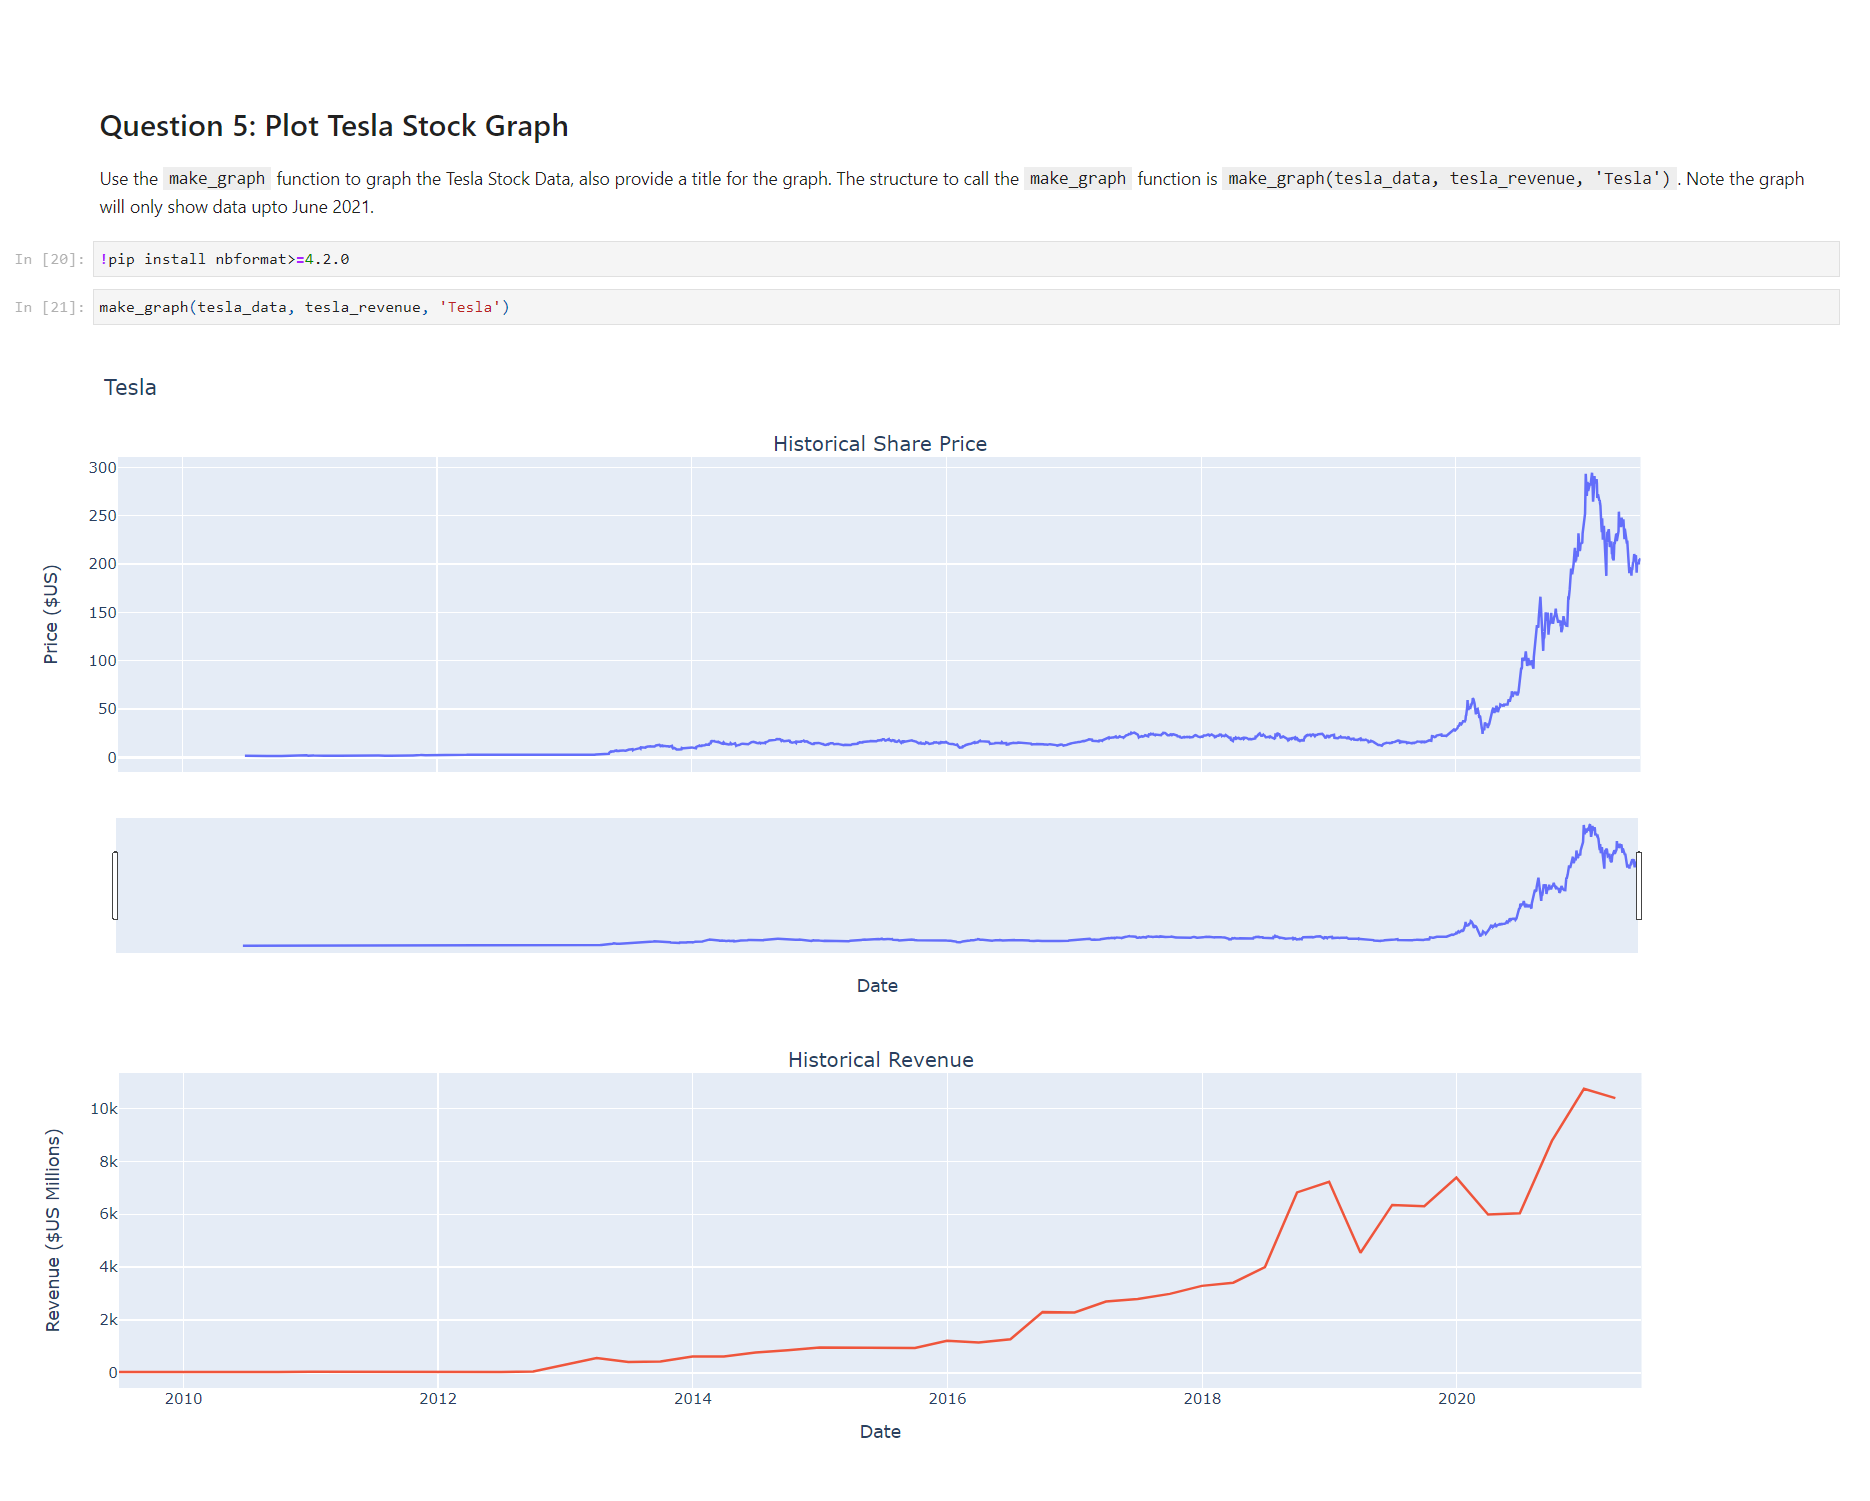 Question 5: Plot Tesla Stock Graph
Use the make_graph function to graph the Tesla Stock Data, also provide a title for the graph. The structure to call the make_graph function is make_graph(tesla_data, tesla_revenue, 'Tesla') . Note the graph
will only show data upto June 2021.
In [20]: !pip install nbformat>=4.2.0
In [21]: make_graph(tesla_data, tesla_revenue, 'Tesla')
Tesla
Historical Share Price
300
250
200
150
100
50
0
Price ($US)
Date
Historical Revenue
10k
8k
6k
4k
2k
0
Revenue ($US Millions)
2010 2012 2014 2016 2018 2020
Date